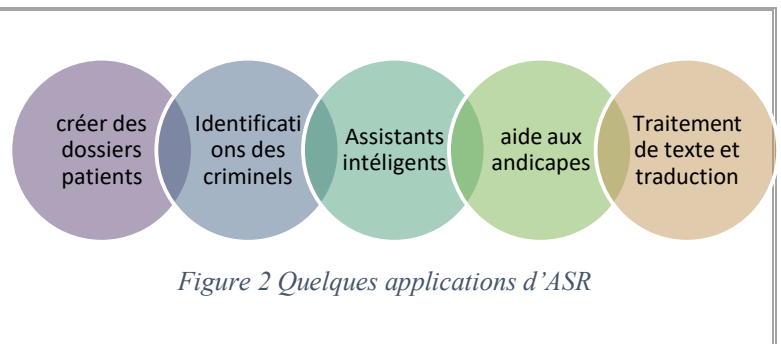 créer des
dossiers
patients
Identificati
ons des
criminels
Assistants
intéligents
aide aux
andicapes
Traitement
de texte et
traduction
Figure 2 Quelques applications d'ASR